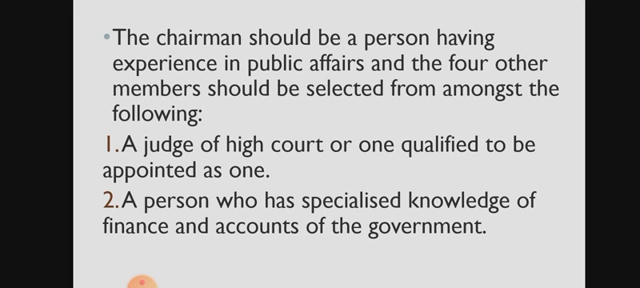 •The chairman should be a person having
experience in public affairs and the four other
members should be selected from amongst the
following:
1.A judge of high court or one qualified to be
appointed as one.
2.A person who has specialised knowledge of
finance and accounts of the government.